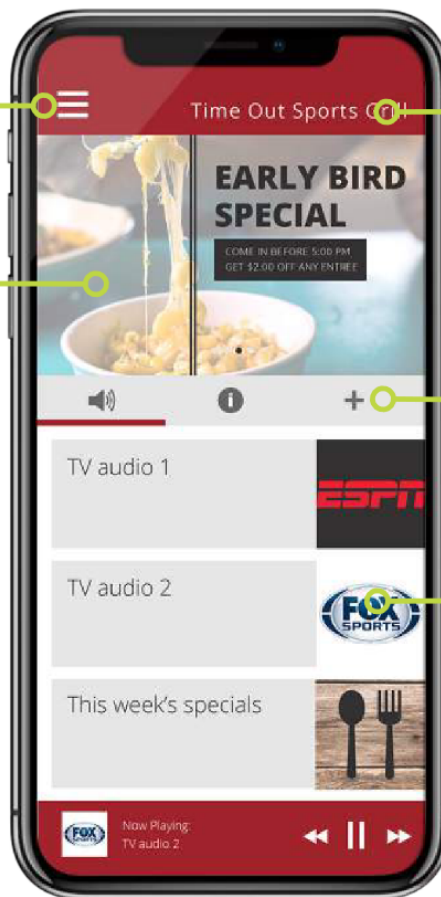 Time Out Sports Grill
EARLY BIRD
SPECIAL
COME IN BEFORE 5:00 PM
GET $2.00 OFF ANY ENTREE
TV audio 1
ESPN
TV audio 2
FOX
SPORTS
This week's specials
FOX
SPORTS
Now Playing:
TV audio 2